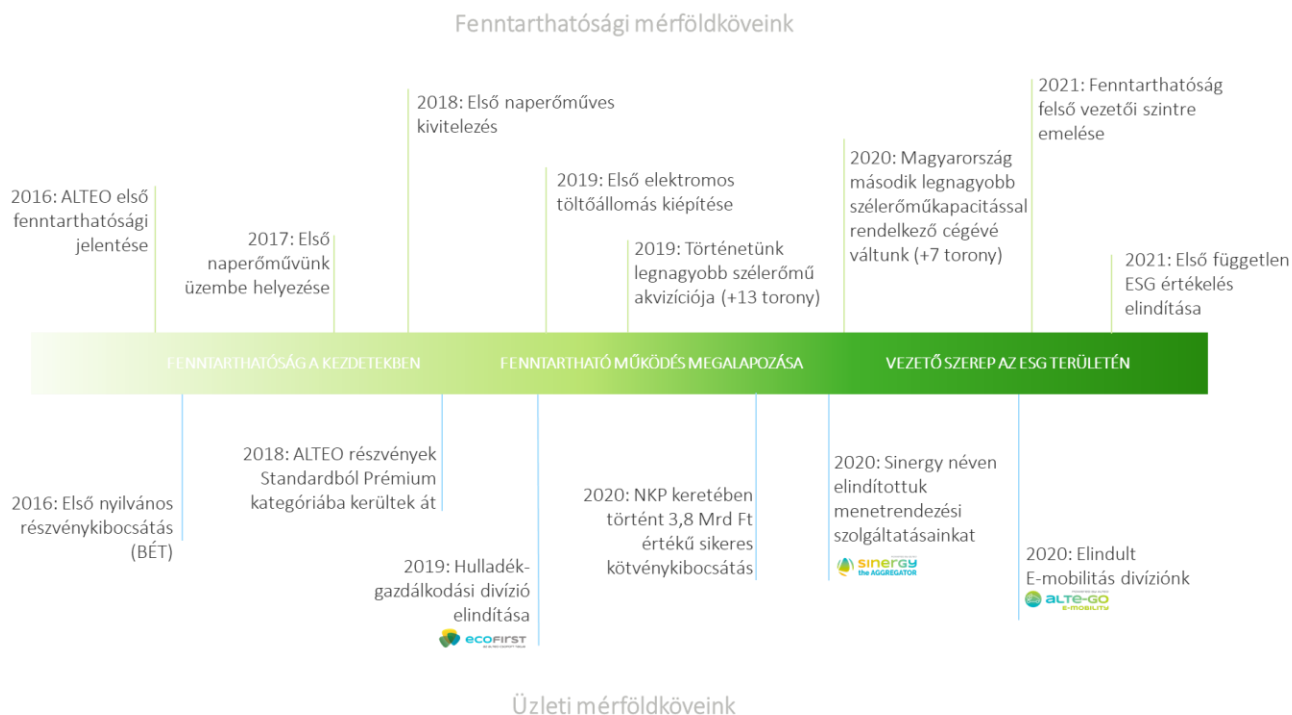 Fenntarthatósági mérföldköveink
2016: ALTEO első
fenntarthatósági
jelentése
2017: Első
naperőművünk
üzembe helyezése
2018: Első naperőműves
kivitelezés
2019: Első elektromos
töltőállomás kiépítése
2019: Történetünk
legnagyobb szélerőmű
akvizíciója (+13 torony)
2020: Magyarország
második legnagyobb
szélerőműkapacitással
rendelkező cégévé
váltunk (+7 torony)
2021: Fenntarthatóság
felső vezetői szintre
emelése
2021: Első független
ESG értékelés
elindítása
FENNTARTHATÓSÁG A KEZDETEKBEN
FENNTARTHATÓ MŰKÖDÉS MEGALAPOZÁSA
VEZETŐ SZEREP AZ ESG TERÜLETÉN
2016: Első nyilvános
részvénykibocsátás
(BÉT)
2018: ALTEO részvények
Standardból Prémium
kategóriába kerültek át
2019: Hulladék-
gazdálkodási divízió
elindítása
ecofirst
2020: NKP keretében
történt 3,8 Mrd Ft
értékű sikeres
kötvénykibocsátás
2020: Sinergy néven
elindítottuk
menetrendezési
szolgáltatásainkat
sinergy
the AGGREGATOR
2020: Elindult
E-mobilitás divíziónk
ALTE-GO
E-MOBILITY
Üzleti mérföldköveink